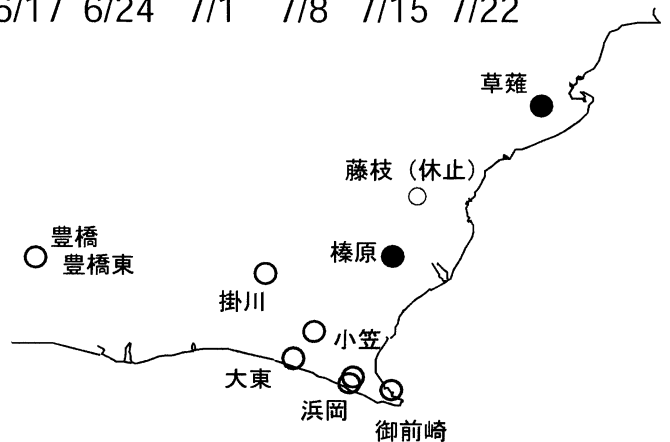 6/17 6/24 7/1 7/8 7/15 7/22
草薙
藤枝（休止）
豊橋
豊橋東
榛原
掛川
小笠
大東
浜岡
御前崎